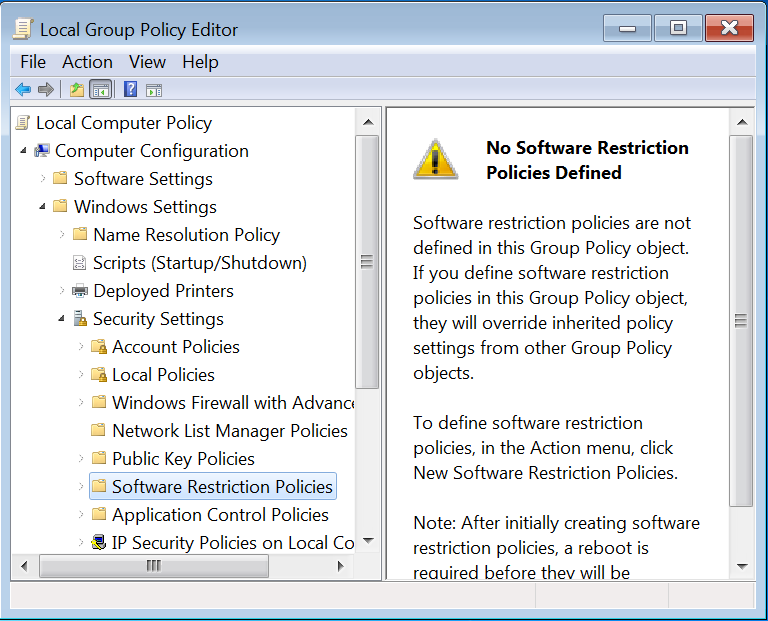 Local Group Policy Editor
File Action View Help
Local Computer Policy
Computer Configuration
Software Settings
Windows Settings
Name Resolution Policy
Scripts (Startup/Shutdown)
Deployed Printers
Security Settings
Account Policies
Local Policies
Windows Firewall with Advance
Network List Manager Policies
Public Key Policies
Software Restriction Policies
Application Control Policies
IP Security Policies on Local Co
No Software Restriction
Policies Defined
Software restriction policies are not
defined in this Group Policy object.
If you define software restriction
policies in this Group Policy object,
they will override inherited policy
settings from other Group Policy
objects.
To define software restriction
policies, in the Action menu, click
New Software Restriction Policies.
Note: After initially creating software
restriction policies, a reboot is
required before they will be